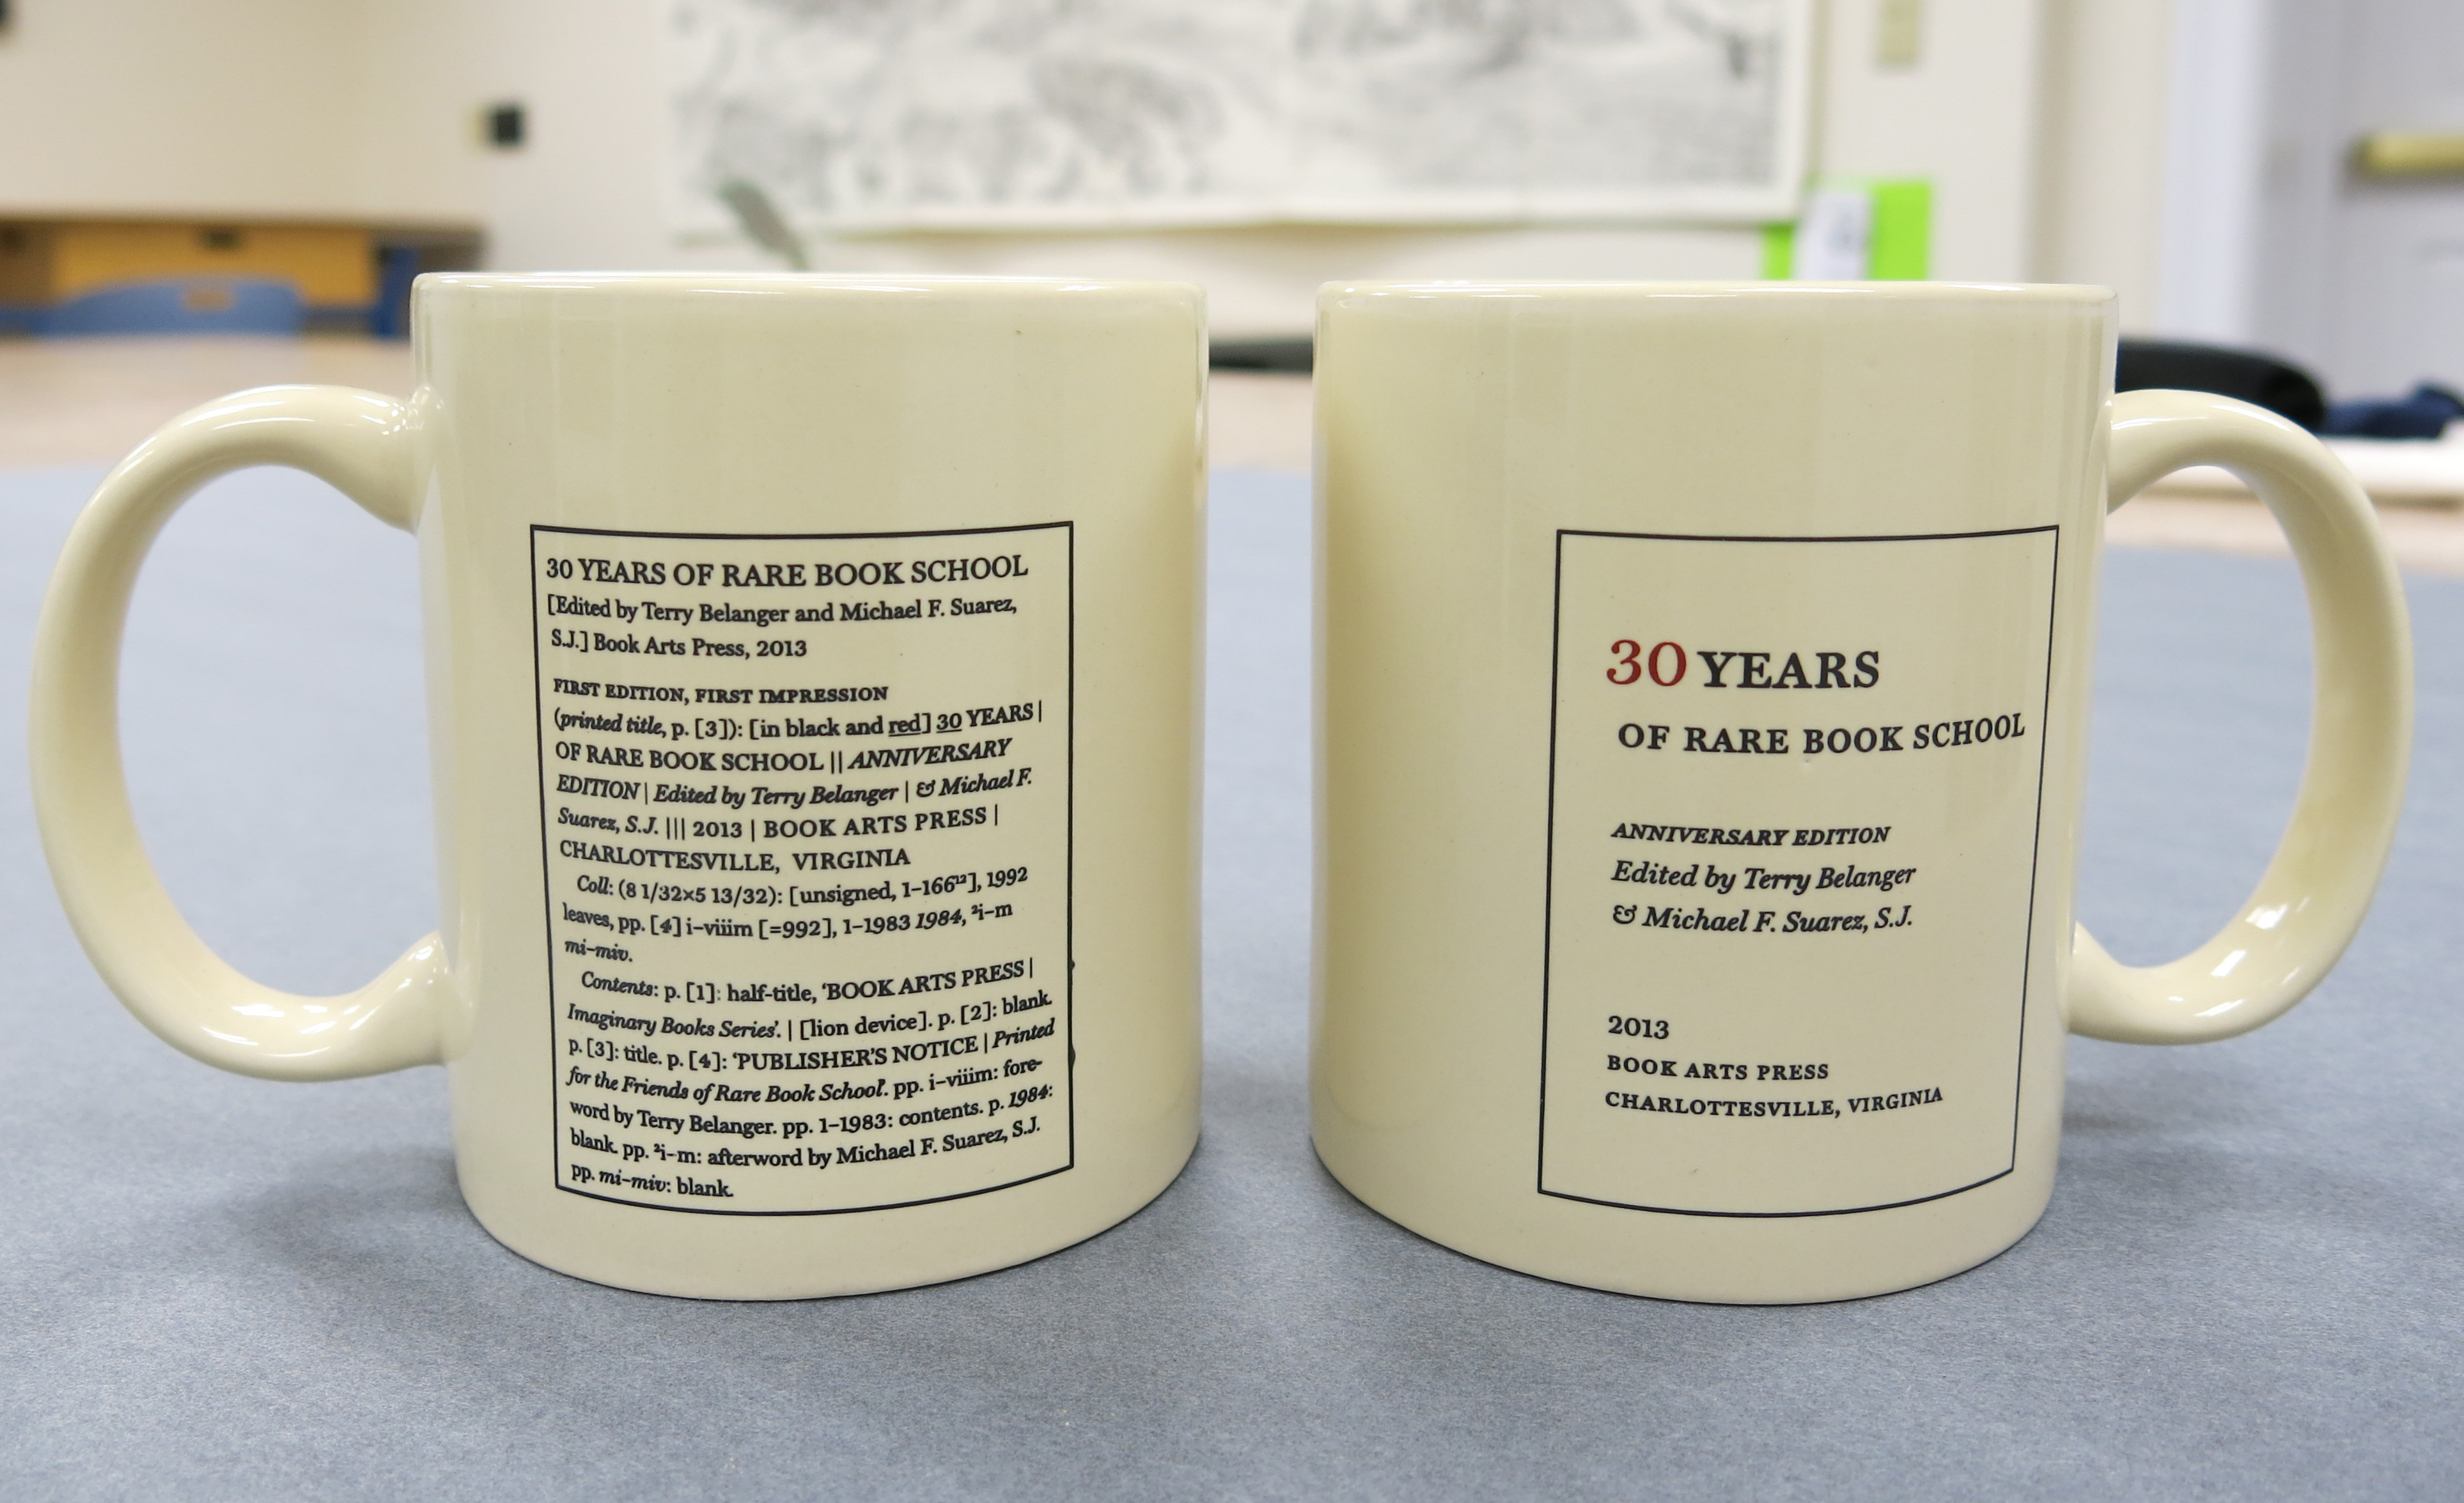 30 YEARS OF RARE BOOK SCHOOL
[Edited by Terry Belanger and Michael F. Suarez,
S.J.] Book Arts Press, 2013
FIRST EDITION, FIRST IMPRESSION
(printed title, p. [3]): [in black and red] 30 YEARS |
OF RARE BOOK SCHOOL || ANNIVERSARY
EDITION | Edited by Terry Belanger | & Michael F.
Suarez, S.J. ||| 2013 | BOOK ARTS PRESS |
CHARLOTTESVILLE, VIRGINIA
Coll: (8 1/32×5 13/32): [unsigned, 1–166¹²], 1992
leaves, pp. [4] i–viiim [=992], 1–1983 1984, ²i–m
mi–miv.
Contents: p. [1]: half-title, ‘BOOK ARTS PRESS |
Imaginary Books Series’. | [lion device]. p. [2]: blank.
p. [3]: title. p. [4]: ‘PUBLISHER’S NOTICE | Printed
for the Friends of Rare Book School’. pp. i–viiim: fore-
word by Terry Belanger. pp. 1–1983: contents. p. 1984:
blank. pp. ²i–m: afterword by Michael F. Suarez, S.J.
pp. mi–miv: blank.
30 YEARS
OF RARE BOOK SCHOOL
ANNIVERSARY EDITION
Edited by Terry Belanger
& Michael F. Suarez, S.J.
2013
BOOK ARTS PRESS
CHARLOTTESVILLE, VIRGINIA